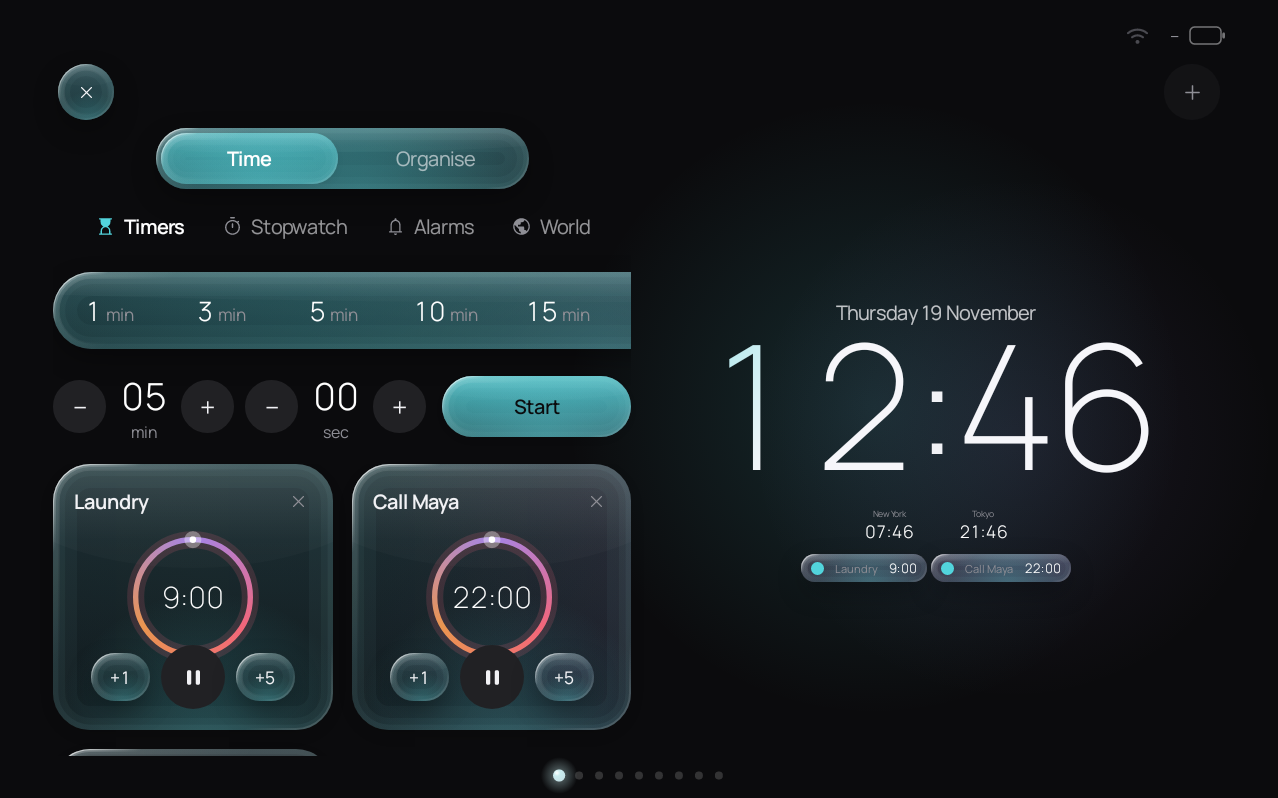 Time Organise
Timers Stopwatch Alarms World
1 min 3 min 5 min 10 min 15 min
− 05 + − 00 + Start
min sec
Laundry
9:00
+1 +5
Call Maya
22:00
+1 +5
Thursday 19 November
12:46
New York Tokyo
07:46 21:46
Laundry 9:00 Call Maya 22:00